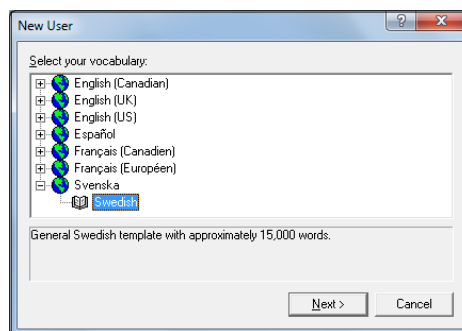 New User
Select your vocabulary:
English (Canadian)
English (UK)
English (US)
Español
Français (Canadien)
Français (Européen)
Svenska
Swedish
General Swedish template with approximately 15,000 words.
Next >
Cancel